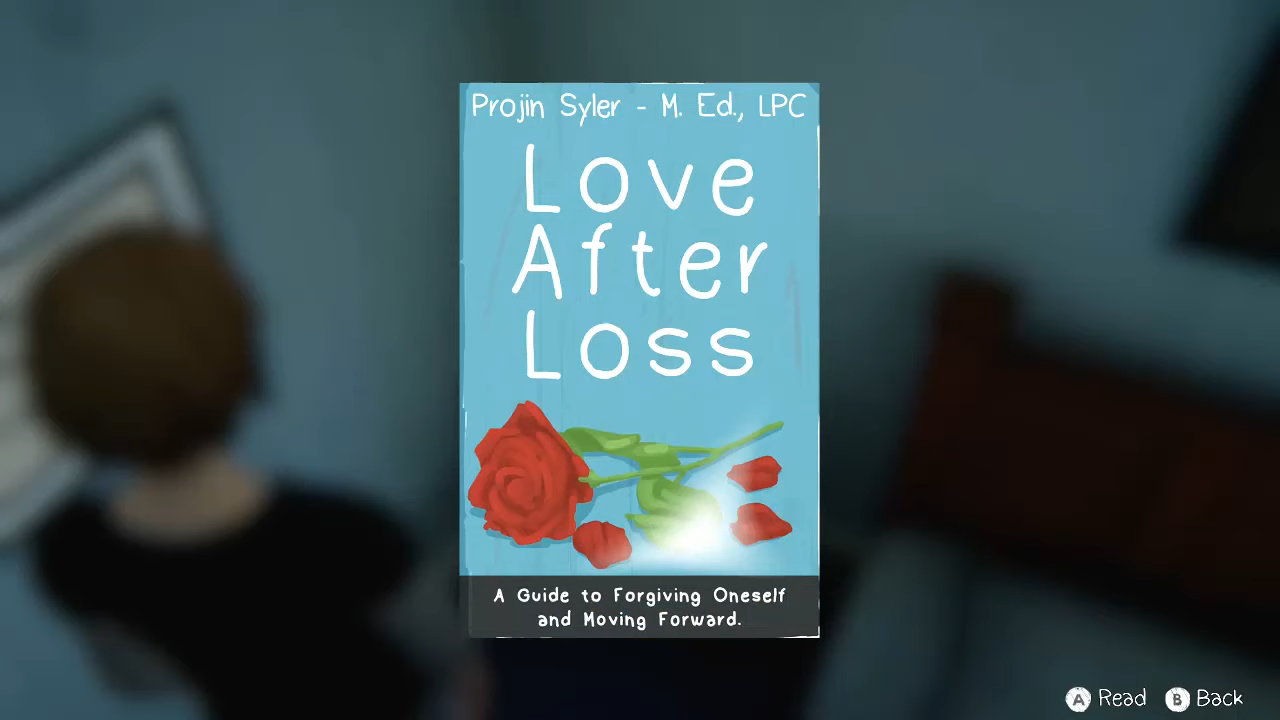 Projin Syler - M. Ed., LPC
Love
After
Loss
A Guide to Forgiving Oneself
and Moving Forward.
A Read B Back